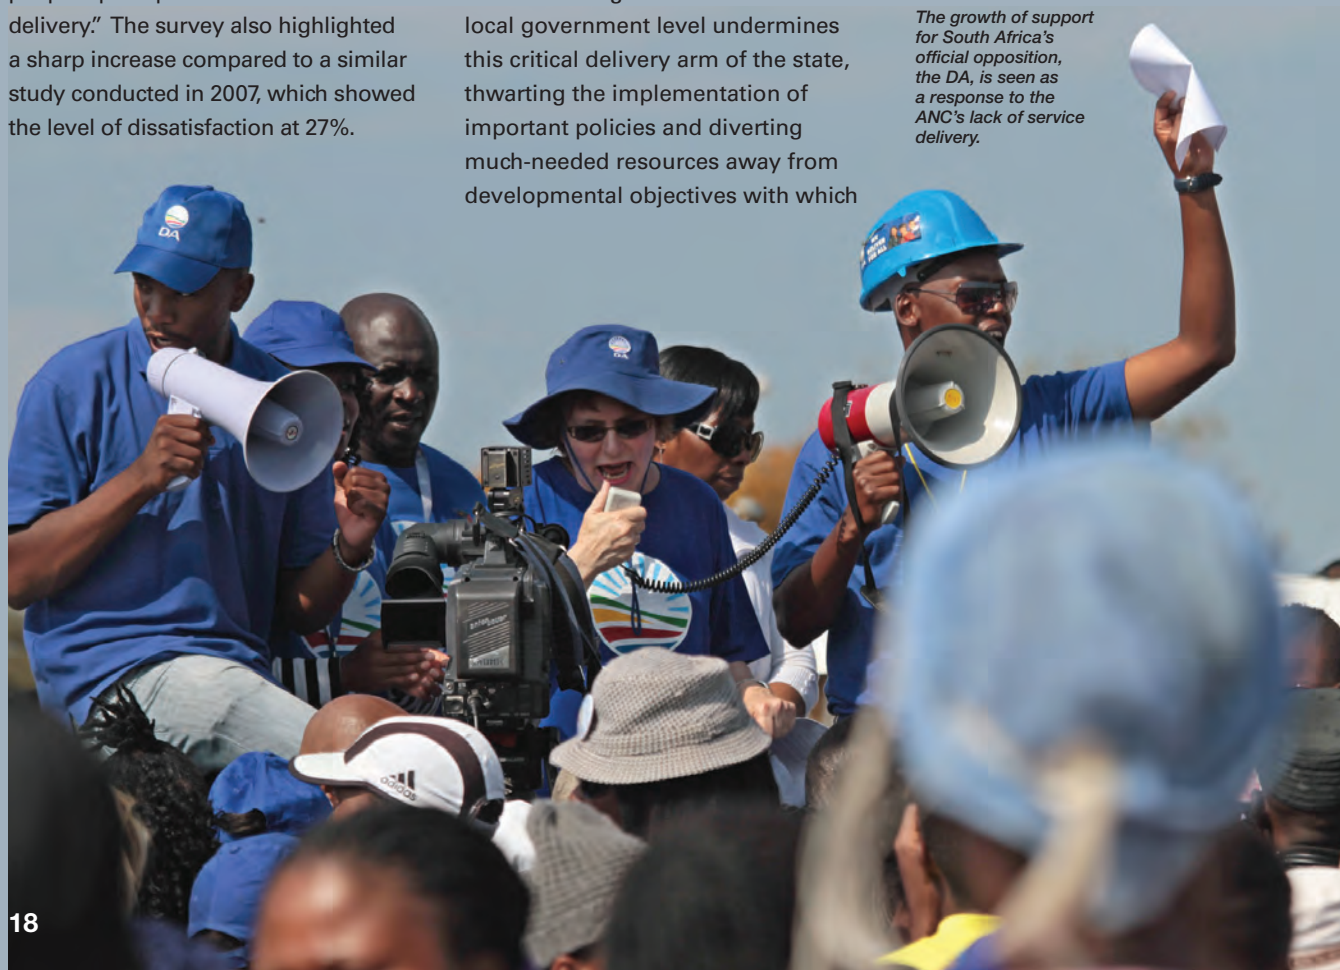 delivery.” The survey also highlighted
a sharp increase compared to a similar
study conducted in 2007, which showed
the level of dissatisfaction at 27%.
local government level undermines
this critical delivery arm of the state,
thwarting the implementation of
important policies and diverting
much-needed resources away from
developmental objectives with which
The growth of support
for South Africa’s
official opposition,
the DA, is seen as
a response to the
ANC’s lack of service
delivery.
DA
DA
adidas
18